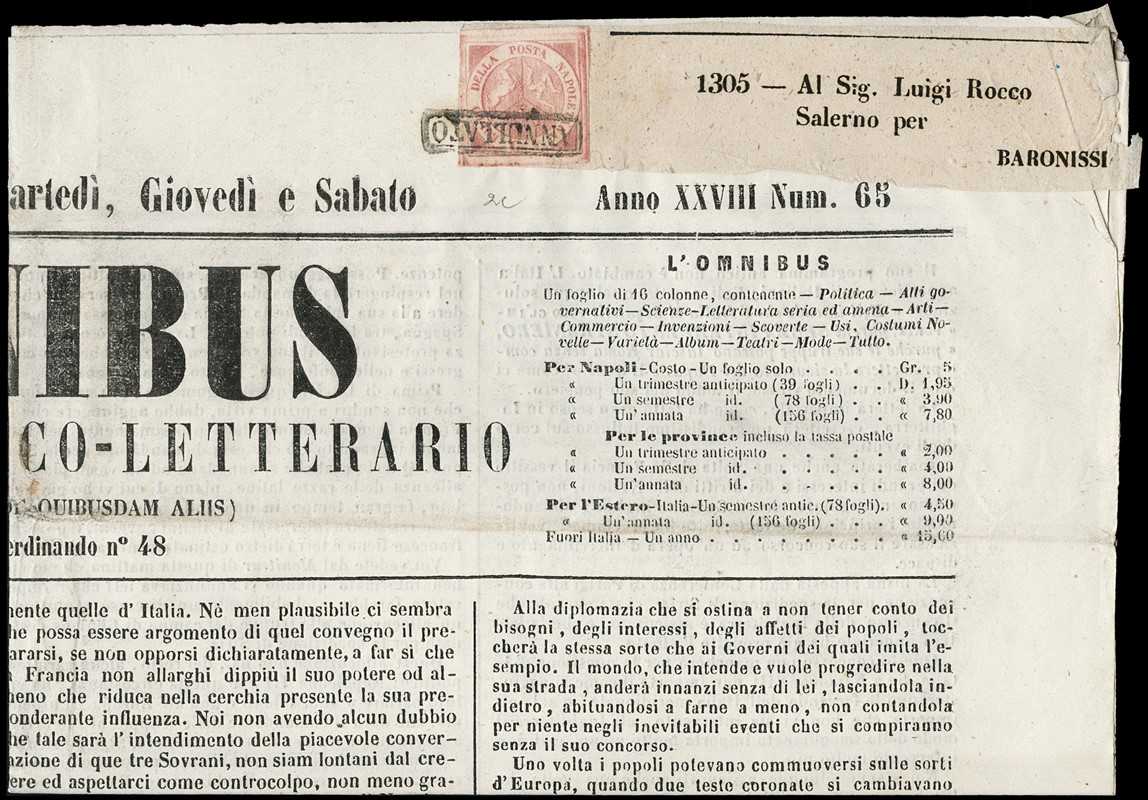 DELLA POSTA NAPOLE
ANNULLATO
1305 — Al Sig. Luigi Rocco
Salerno per
BARONISSI
artedì, Giovedì e Sabato
Anno XXVIII Num. 65
IBUS
CO-LETTERARIO
QUIBUSDAM ALIIS)
erdinando n° 48
L'OMNIBUS
Un foglio di 16 colonne, contenente — Politica — Atti go-
vernativi — Scienze-Letteratura seria ed amena — Arti —
Commercio — Invenzioni — Scoverte — Usi, Costumi No-
velle — Varietà — Album — Teatri — Mode — Tutto.
Per Napoli - Costo - Un foglio solo . . . . Gr. 5
« Un trimestre anticipato (39 fogli) . . D. 1,95
« Un semestre id. (78 fogli) . . « 3,90
« Un'annata id. (156 fogli) . . « 7,80
Per le province incluso la tassa postale
« Un trimestre anticipato . . . . . « 2,00
« Un semestre id. . . . . . « 4,00
« Un'annata id. . . . . . « 8,00
Per l'Estero-Italia-Un semestre antic. (78 fogli). « 4,50
« Un'annata id. (156 fogli) . . « 9,00
Fuori Italia — Un anno . . . . . . . . « 15,60
ente quelle d' Italia. Nè men plausibile ci sembra
he possa essere argomento di quel convegno il pre-
ararsi, se non opporsi dichiaratamente, a far sì che
Francia non allarghi dippiù il suo potere od al-
eno che riduca nella cerchia presente la sua pre-
onderante influenza. Noi non avendo alcun dubbio
he tale sarà l' intendimento della piacevole conver-
azione di que tre Sovrani, non siam lontani dal cre-
ere ed aspettarci come controcolpo, non meno gra-
Alla diplomazia che si ostina a non tener conto dei
bisogni , degli interessi , degli affetti dei popoli , toc-
cherà la stessa sorte che ai Governi dei quali imita l'e-
sempio. Il mondo, che intende e vuole progredire nella
sua strada , anderà innanzi senza di lei , lasciandola in-
dietro , abituandosi a farne a meno , non contandola
per niente negli inevitabili eventi che si compiranno
senza il suo concorso.
Uno volta i popoli potevano commuoversi sulle sorti
d'Europa, quando due teste coronate si cambiavano